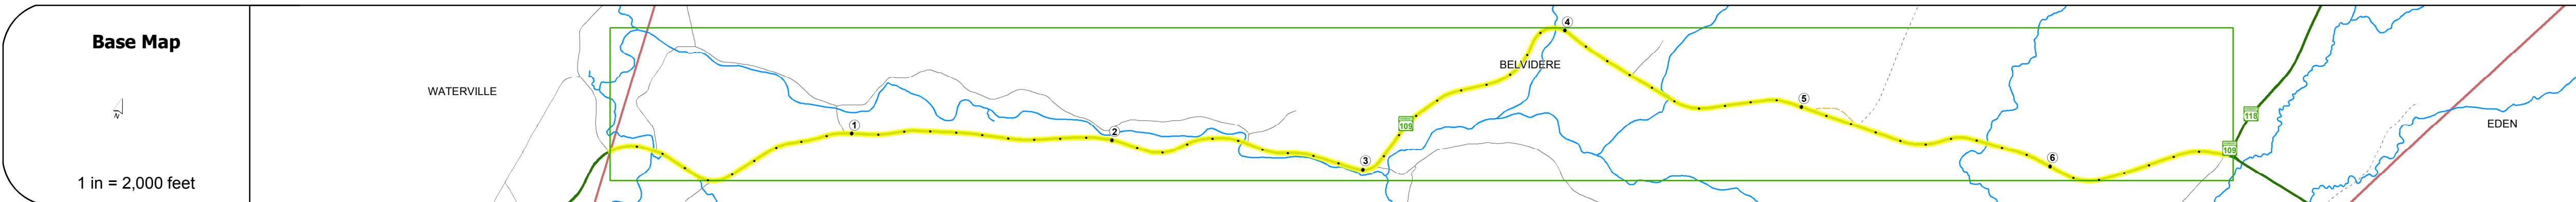 Base Map
N
1 in = 2,000 feet
WATERVILLE
1
2
3
109
BELVIDERE
4
5
6
109
118
EDEN